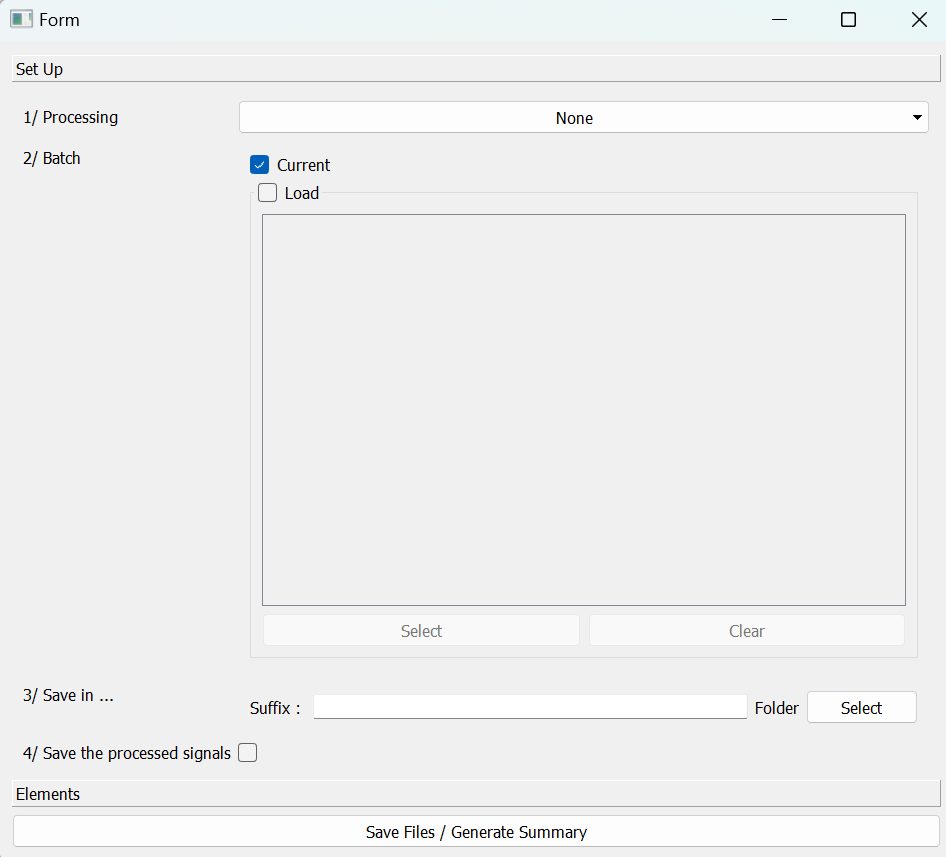 Form
Set Up
1/ Processing
None
2/ Batch
Current
Load
Select
Clear
3/ Save in ...
Suffix :
Folder
Select
4/ Save the processed signals
Elements
Save Files / Generate Summary